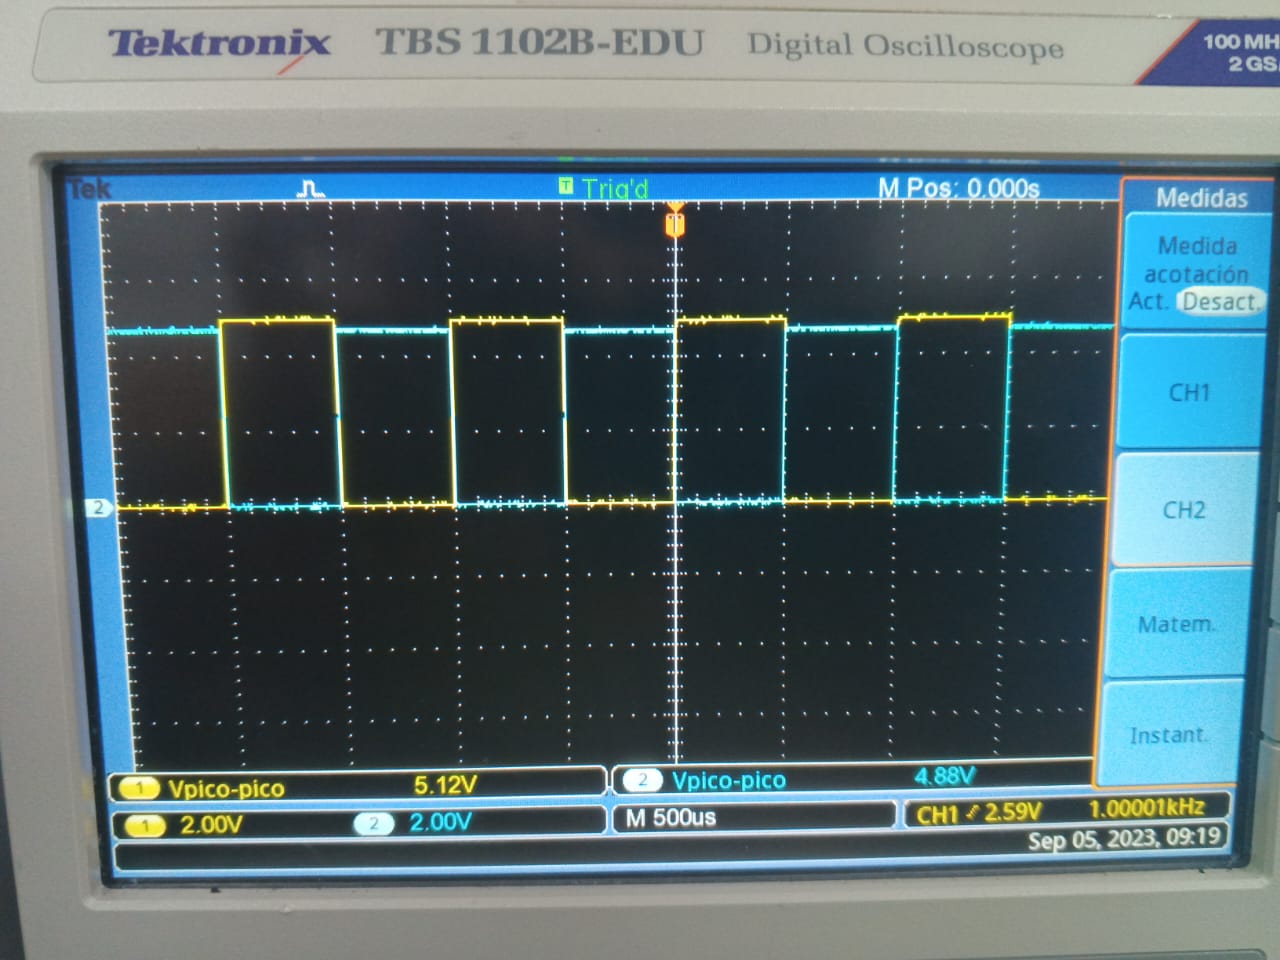 Tektronix TBS 1102B-EDU Digital Oscilloscope
100 MH
2 GS
Tek T Trig'd M Pos: 0.000s
Medidas
Medida
acotación
Act. Desact.
CH1
CH2
Matem.
Instant.
T
2
1 Vpico-pico 5.12V 2 Vpico-pico 4.88V
1 2.00V 2 2.00V M 500us CH1 2.59V 1.00001kHz
Sep 05, 2023, 09:19